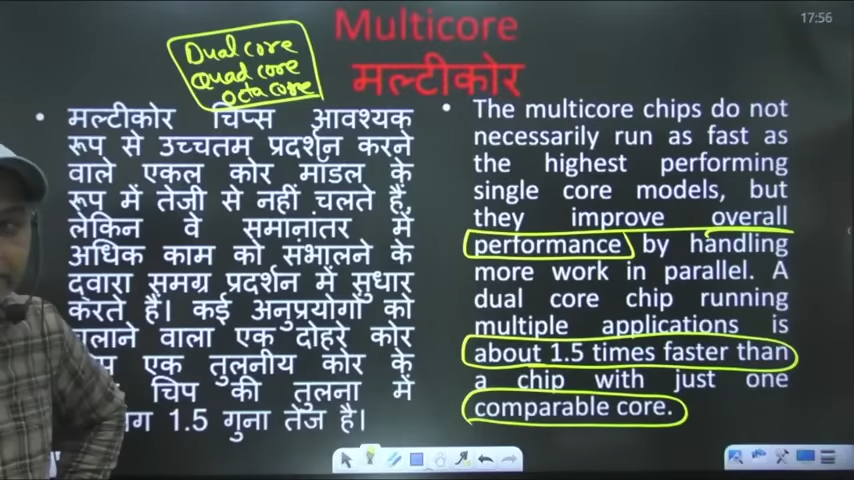 17:56
Multicore
मल्टीकोर
Dual core
Quad core
octa core
• मल्टीकोर चिप्स आवश्यक
रूप से उच्चतम प्रदर्शन करने
वाले एकल कोर मॉडल के
रूप में तेजी से नहीं चलते हैं,
लेकिन वे समानांतर में
अधिक काम को संभालने के
द्वारा समग्र प्रदर्शन में सुधार
करते हैं। कई अनुप्रयोगों को
वाला एक दोहरे कोर
एक तुलनीय कोर के
चिप की तुलना में
1.5 गुना तेज है।
• The multicore chips do not
necessarily run as fast as
the highest performing
single core models, but
they improve overall
performance by handling
more work in parallel. A
dual core chip running
multiple applications is
about 1.5 times faster than
a chip with just one
comparable core.